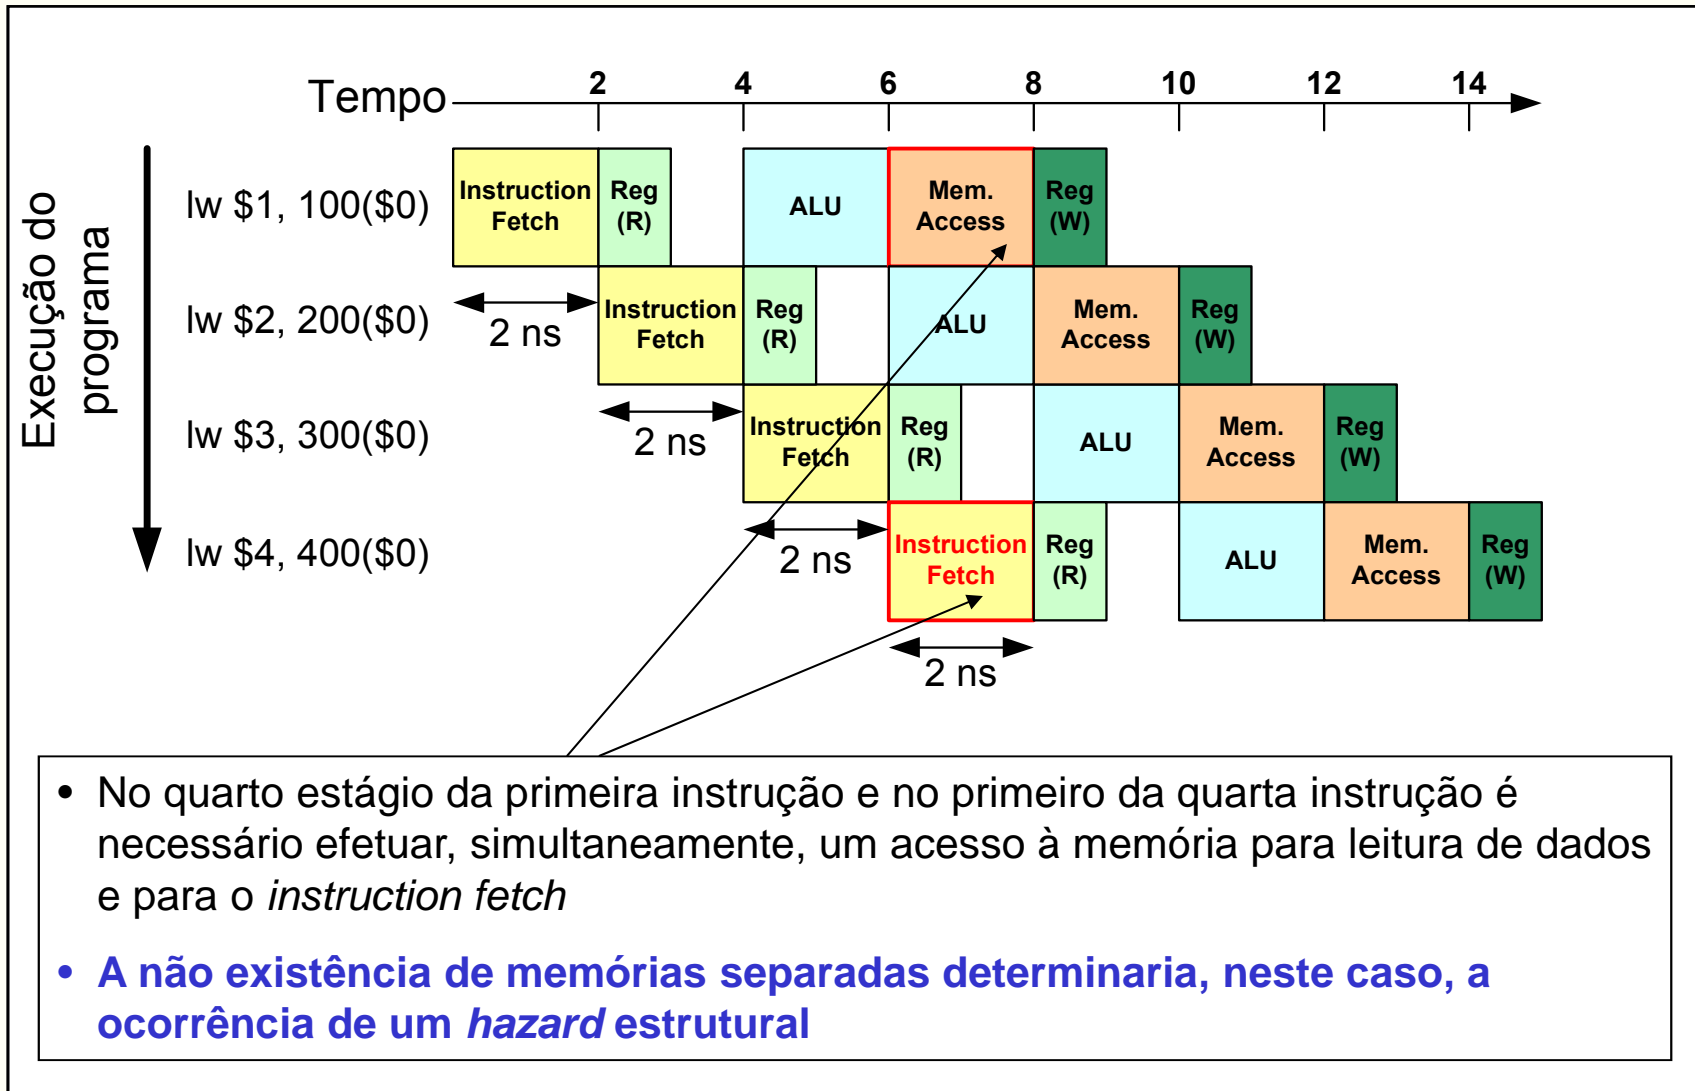 Tempo 2 4 6 8 10 12 14
Execução do
programa
lw $1, 100($0)
Instruction
Fetch
Reg
(R)
ALU
Mem.
Access
Reg
(W)
lw $2, 200($0)
2 ns
Instruction
Fetch
Reg
(R)
ALU
Mem.
Access
Reg
(W)
lw $3, 300($0)
2 ns
Instruction
Fetch
Reg
(R)
ALU
Mem.
Access
Reg
(W)
lw $4, 400($0)
2 ns
Instruction
Fetch
Reg
(R)
ALU
Mem.
Access
Reg
(W)
2 ns
• No quarto estágio da primeira instrução e no primeiro da quarta instrução é
necessário efetuar, simultaneamente, um acesso à memória para leitura de dados
e para o instruction fetch
• A não existência de memórias separadas determinaria, neste caso, a
ocorrência de um hazard estrutural